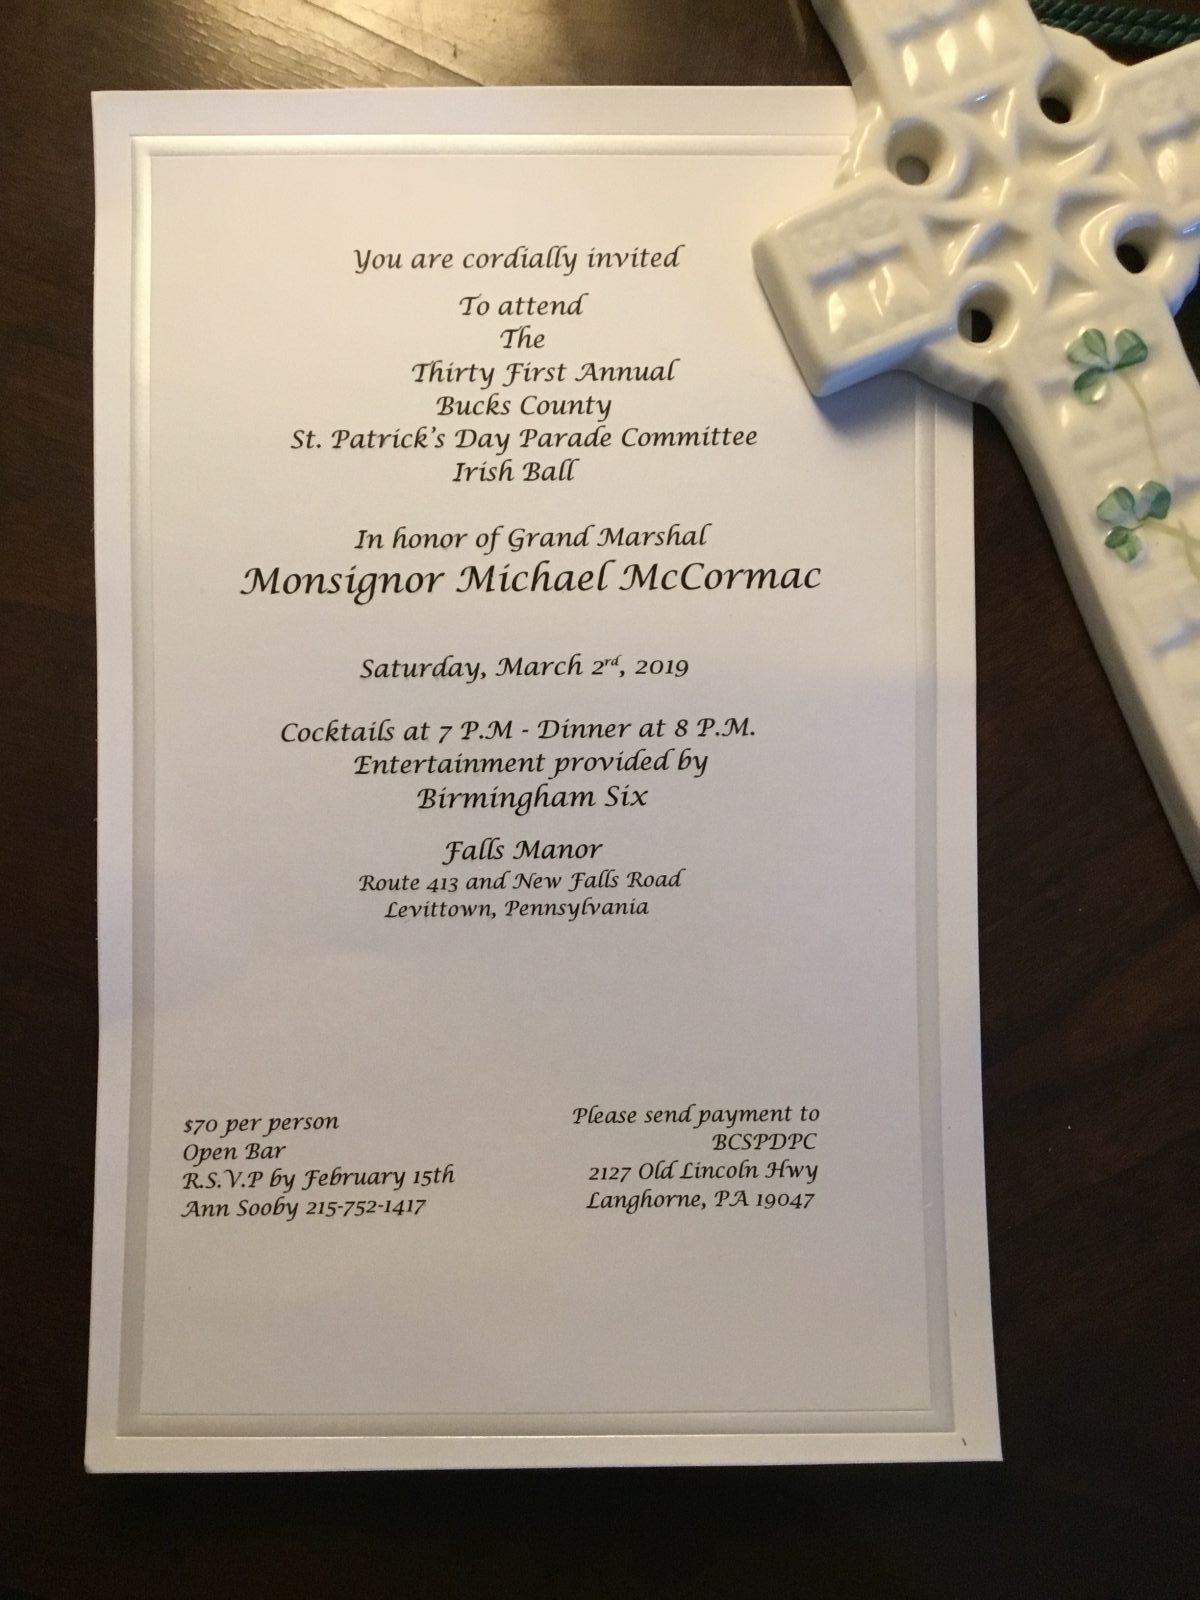 You are cordially invited
To attend
The
Thirty First Annual
Bucks County
St. Patrick's Day Parade Committee
Irish Ball
In honor of Grand Marshal
Monsignor Michael McCormac
Saturday, March 2rd, 2019
Cocktails at 7 P.M - Dinner at 8 P.M.
Entertainment provided by
Birmingham Six
Falls Manor
Route 413 and New Falls Road
Levittown, Pennsylvania
$70 per person
Open Bar
R.S.V.P by February 15th
Ann Sooby 215-752-1417
Please send payment to
BCSPDPC
2127 Old Lincoln Hwy
Langhorne, PA 19047